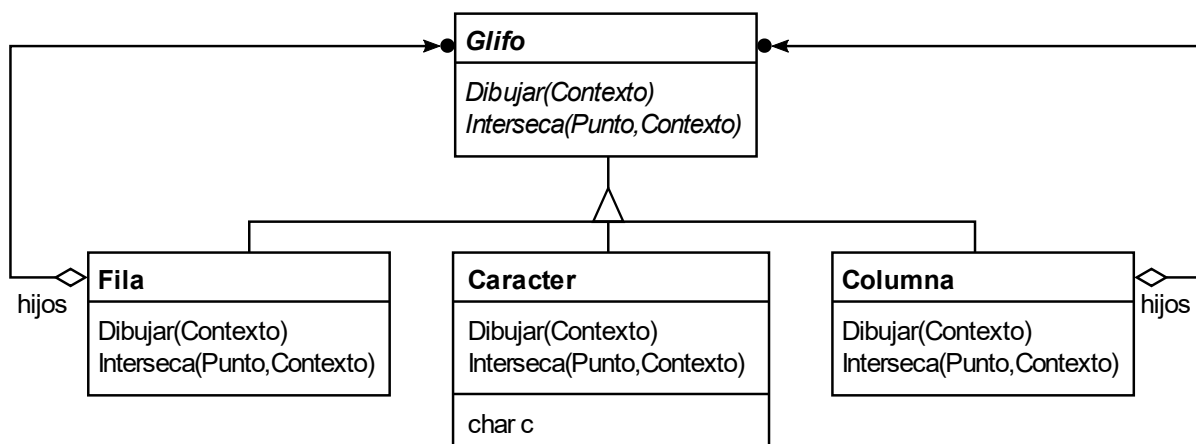 Glifo
Dibujar(Contexto)
Interseca(Punto,Contexto)
hijos
Fila
Dibujar(Contexto)
Interseca(Punto,Contexto)
Caracter
Dibujar(Contexto)
Interseca(Punto,Contexto)
char c
Columna
Dibujar(Contexto)
Interseca(Punto,Contexto)
hijos